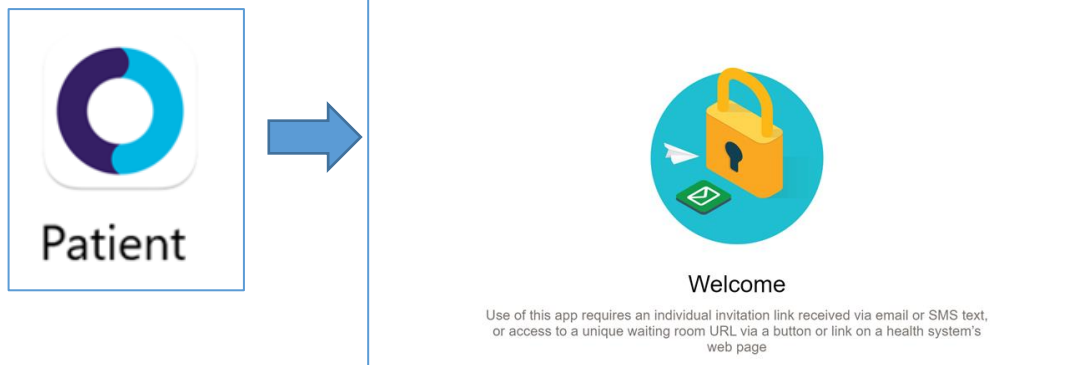 Patient
Welcome
Use of this app requires an individual invitation link received via email or SMS text,
or access to a unique waiting room URL via a button or link on a health system's
web page